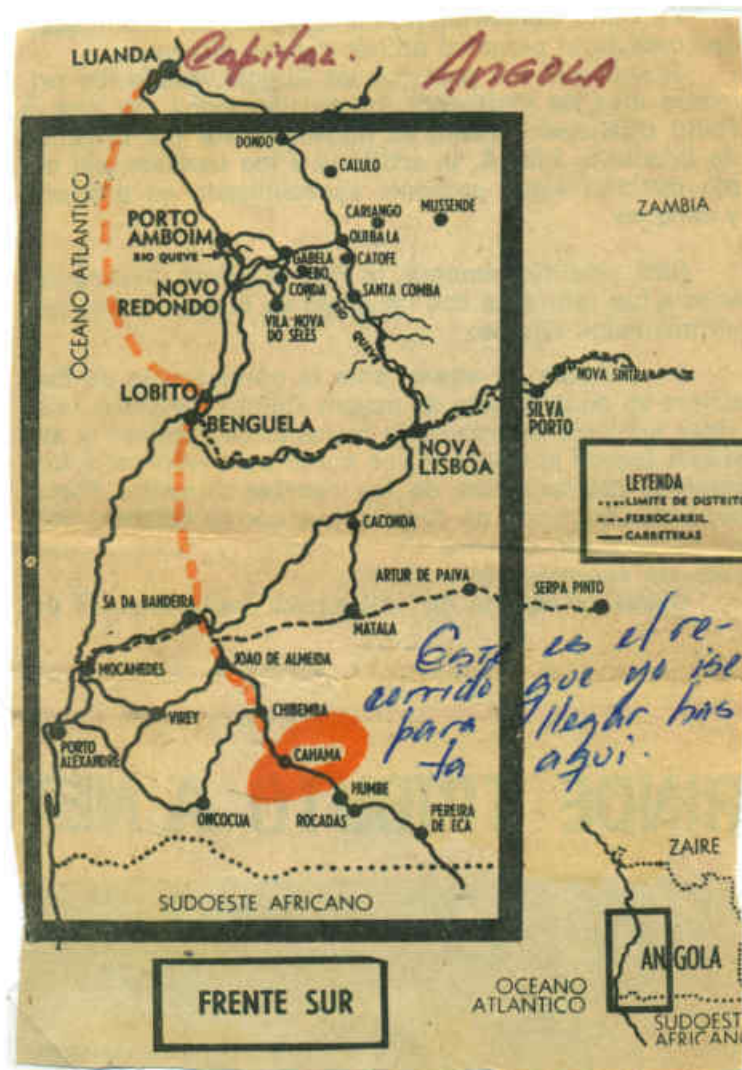 LUANDA
Capital.
ANGOLA
DONDO
CALULO
OCEANO ATLANTICO
CARIANGO
MUSSENDE
ZAMBIA
PORTO AMBOIM
QUIBALA
RIO QUEVE
GABELA
CATOFE
EBO
NOVO REDONDO
CONDA
SANTA COMBA
VILA NOVA DO SELES
RIO QUEVE
NOVA SINTRA
LOBITO
BENGUELA
SILVA PORTO
NOVA LISBOA
LEYENDA
LIMITE DE DISTRITO
FERROCARRIL
CARRETERAS
CACONDA
ARTUR DE PAIVA
SERPA PINTO
SA DA BANDEIRA
MATALA
Este es el re-
corrido que yo ise
para llegar has
ta aqui.
MOCANEDES
JOAO DE ALMEIDA
VIREY
CHIBEMBA
PORTO ALEXANDRE
CAHAMA
HUMBE
ONCOCUA
ROCADAS
PEREIRA DE ECA
SUDOESTE AFRICANO
FRENTE SUR
ZAIRE
ANGOLA
OCEANO ATLANTICO
SUDOEST
AFRICAN